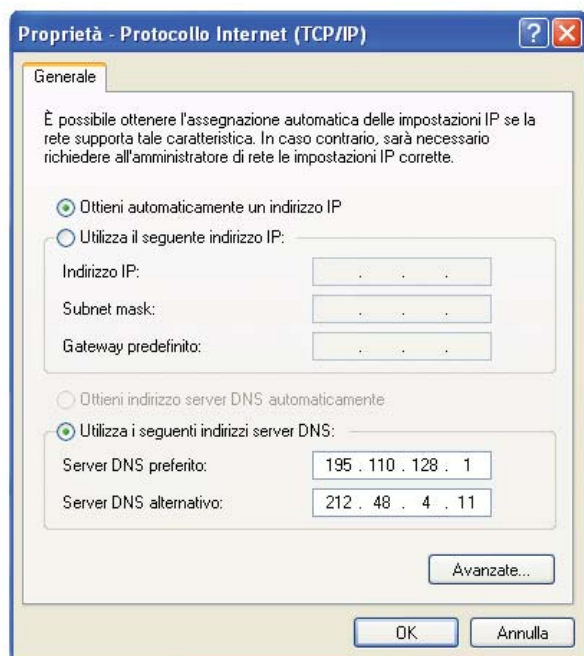 Proprietà - Protocollo Internet (TCP/IP)
Generale
È possibile ottenere l'assegnazione automatica delle impostazioni IP se la
rete supporta tale caratteristica. In caso contrario, sarà necessario
richiedere all'amministratore di rete le impostazioni IP corrette.
Ottieni automaticamente un indirizzo IP
Utilizza il seguente indirizzo IP:
Indirizzo IP: . . .
Subnet mask: . . .
Gateway predefinito: . . .
Ottieni indirizzo server DNS automaticamente
Utilizza i seguenti indirizzi server DNS:
Server DNS preferito: 195 . 110 . 128 . 1
Server DNS alternativo: 212 . 48 . 4 . 11
Avanzate...
OK Annulla